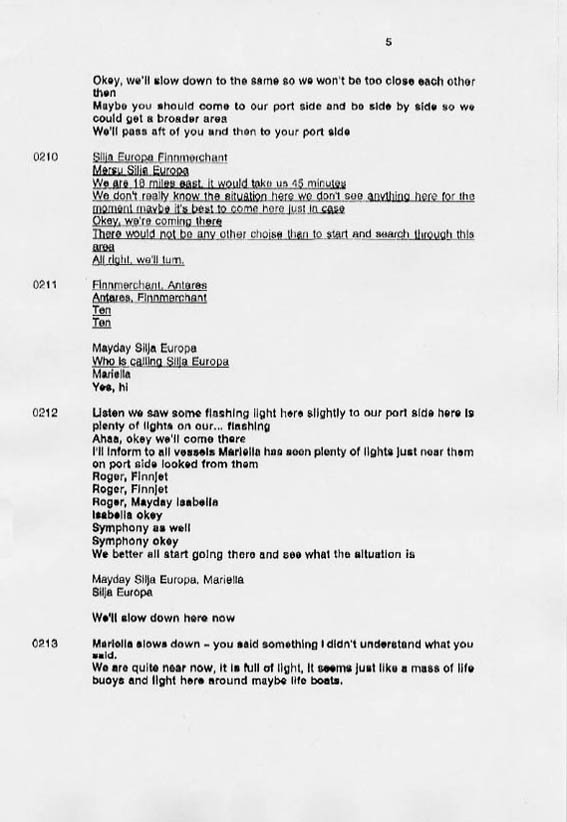 5
Okey, we'll slow down to the same so we won't be too close each other
then
Maybe you should come to our port side and be side by side so we
could get a broader area
We'll pass aft of you and then to your port side
0210 Silja Europa Finnmerchant
Mersu Silja Europa
We are 18 miles east, it would take us 45 minutes
We don't really know the situation here we don't see anything here for the
moment maybe it's best to come here just in case
Okey, we're coming there
There would not be any other choise than to start and search through this
area
All right, we'll turn.
0211 Finnmerchant, Antares
Antares, Finnmerchant
Ten
Ten
Mayday Silja Europa
Who is calling Silja Europa
Mariella
Yes, hi
0212 Listen we saw some flashing light here slightly to our port side here is
plenty of lights on our... flashing
Ahaa, okey we'll come there
I'll inform to all vessels Mariella has seen plenty of lights just near them
on port side looked from them
Roger, Finnjet
Roger, Finnjet
Roger, Mayday Isabella
Isabella okey
Symphony as well
Symphony okey
We better all start going there and see what the situation is
Mayday Silja Europa, Mariella
Silja Europa
We'll slow down here now
0213 Mariella slows down – you said something I didn't understand what you
said.
We are quite near now, it is full of light, it seems just like a mass of life
buoys and light here around maybe life boats.